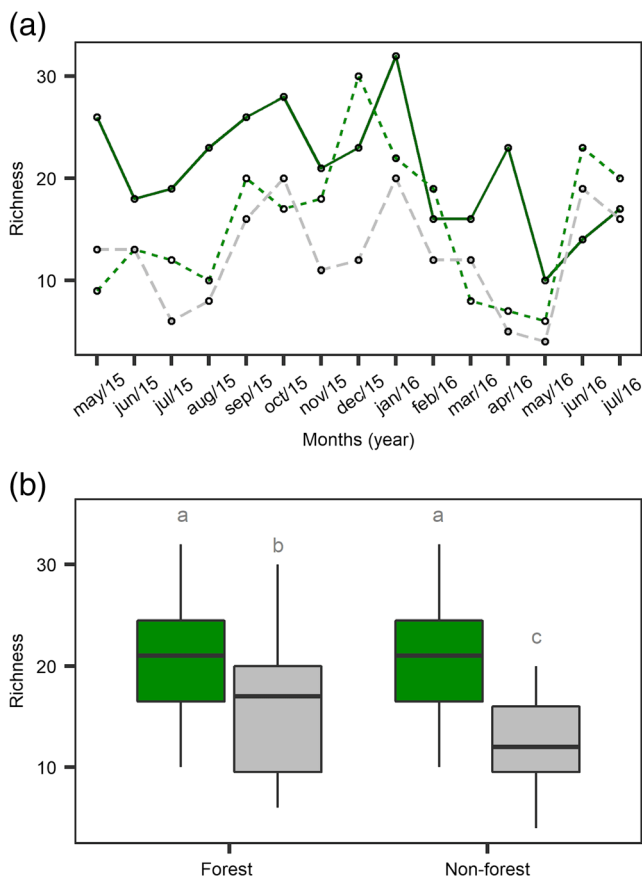 (a)
30
20
10
Richness
may/15 jun/15 jul/15 aug/15 sep/15 oct/15 nov/15 dec/15 jan/16 feb/16 mar/16 apr/16 may/16 jun/16 jul/16
Months (year)
(b)
a a
b
c
30
20
10
Richness
Forest Non-forest